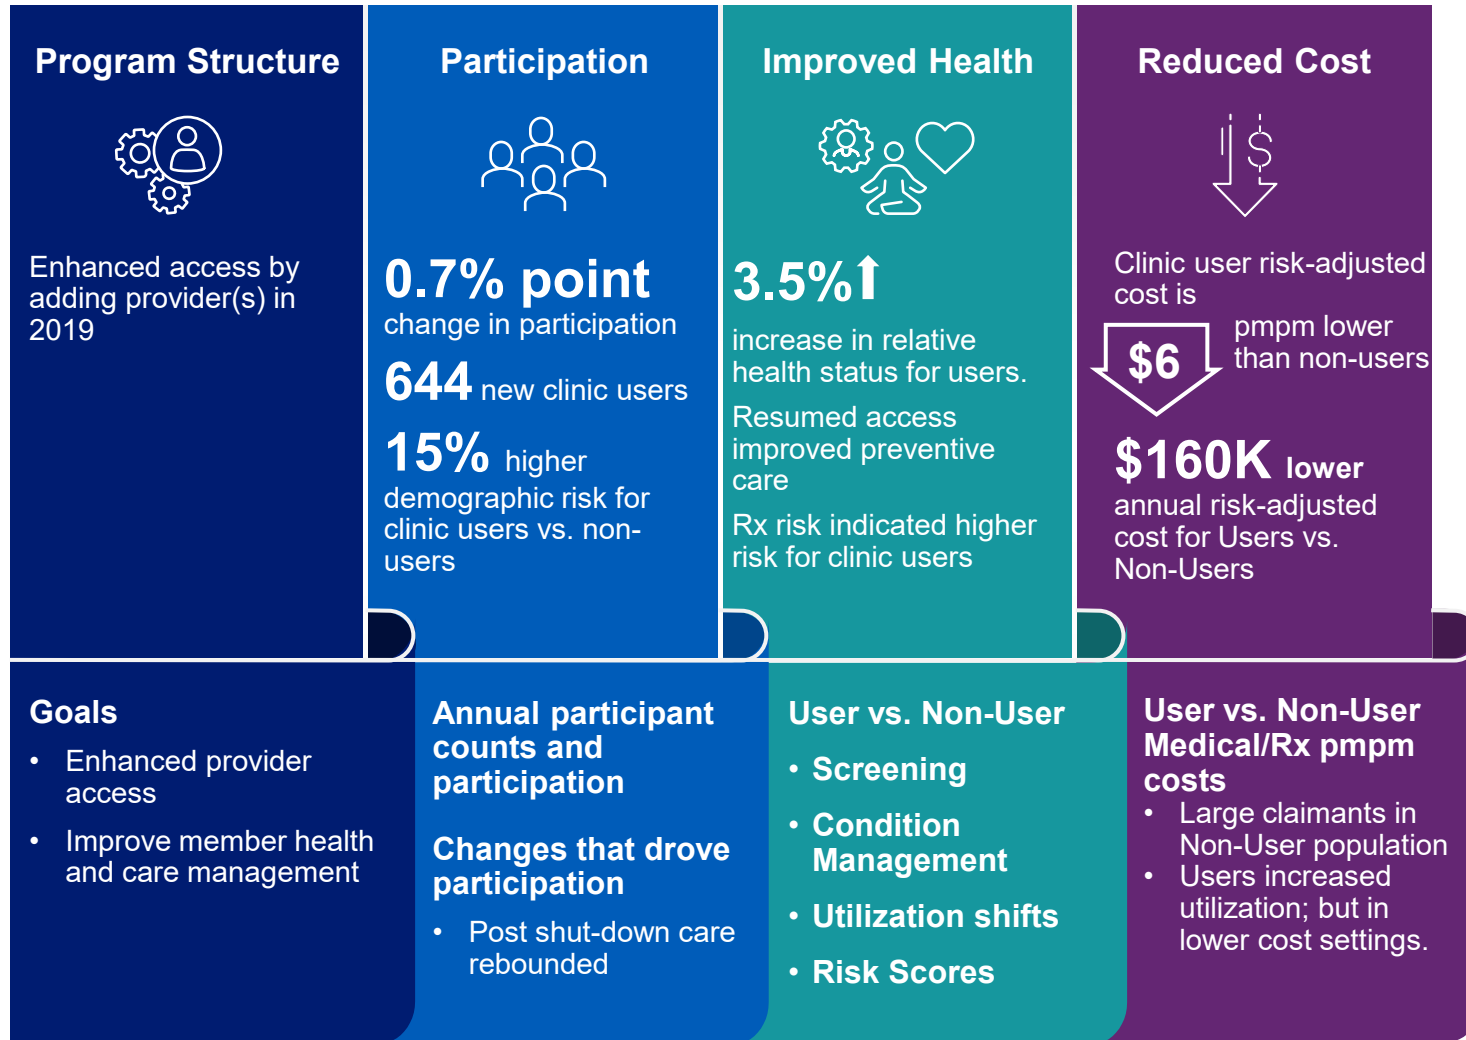 Program Structure
Enhanced access by
adding provider(s) in
2019
Participation
0.7% point
change in participation
644 new clinic users
15% higher
demographic risk for
clinic users vs. non-
users
Improved Health
3.5%
increase in relative
health status for users.
Resumed access
improved preventive
care
Rx risk indicated higher
risk for clinic users
Reduced Cost
$
Clinic user risk-adjusted
cost is
$6
pmpm lower
than non-users
$160K lower
annual risk-adjusted
cost for Users vs.
Non-Users
Goals
• Enhanced provider
access
• Improve member health
and care management
Annual participant
counts and
participation
Changes that drove
participation
• Post shut-down care
rebounded
User vs. Non-User
• Screening
• Condition
Management
• Utilization shifts
• Risk Scores
User vs. Non-User
Medical/Rx pmpm
costs
• Large claimants in
Non-User population
• Users increased
utilization; but in
lower cost settings.